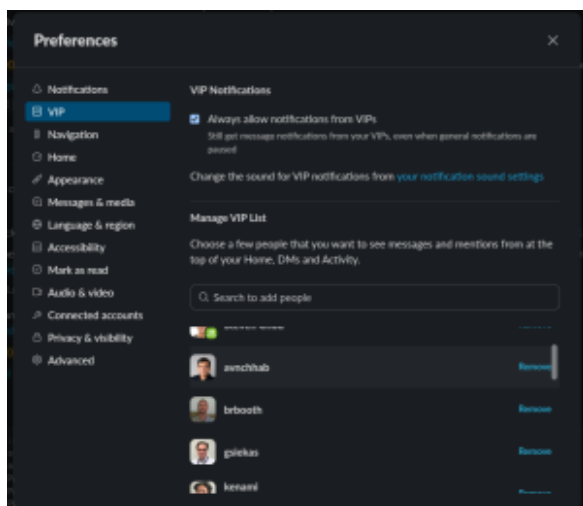 Preferences
Notifications
VIP
Navigation
Home
Appearance
Messages & media
Language & region
Accessibility
Mark as read
Audio & video
Connected accounts
Privacy & visibility
Advanced
VIP Notifications
Always allow notifications from VIPs
Still get message notifications from your VIPs, even when general notifications are
paused
Change the sound for VIP notifications from your notification sound settings
Manage VIP List
Choose a few people that you want to see messages and mentions from at the
top of your Home, DMs and Activity.
Search to add people
avnchhab
Remove
brbooth
Remove
gsiekas
Remove
kenami
Remove